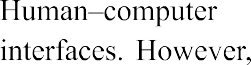 Human–computer
interfaces. However,